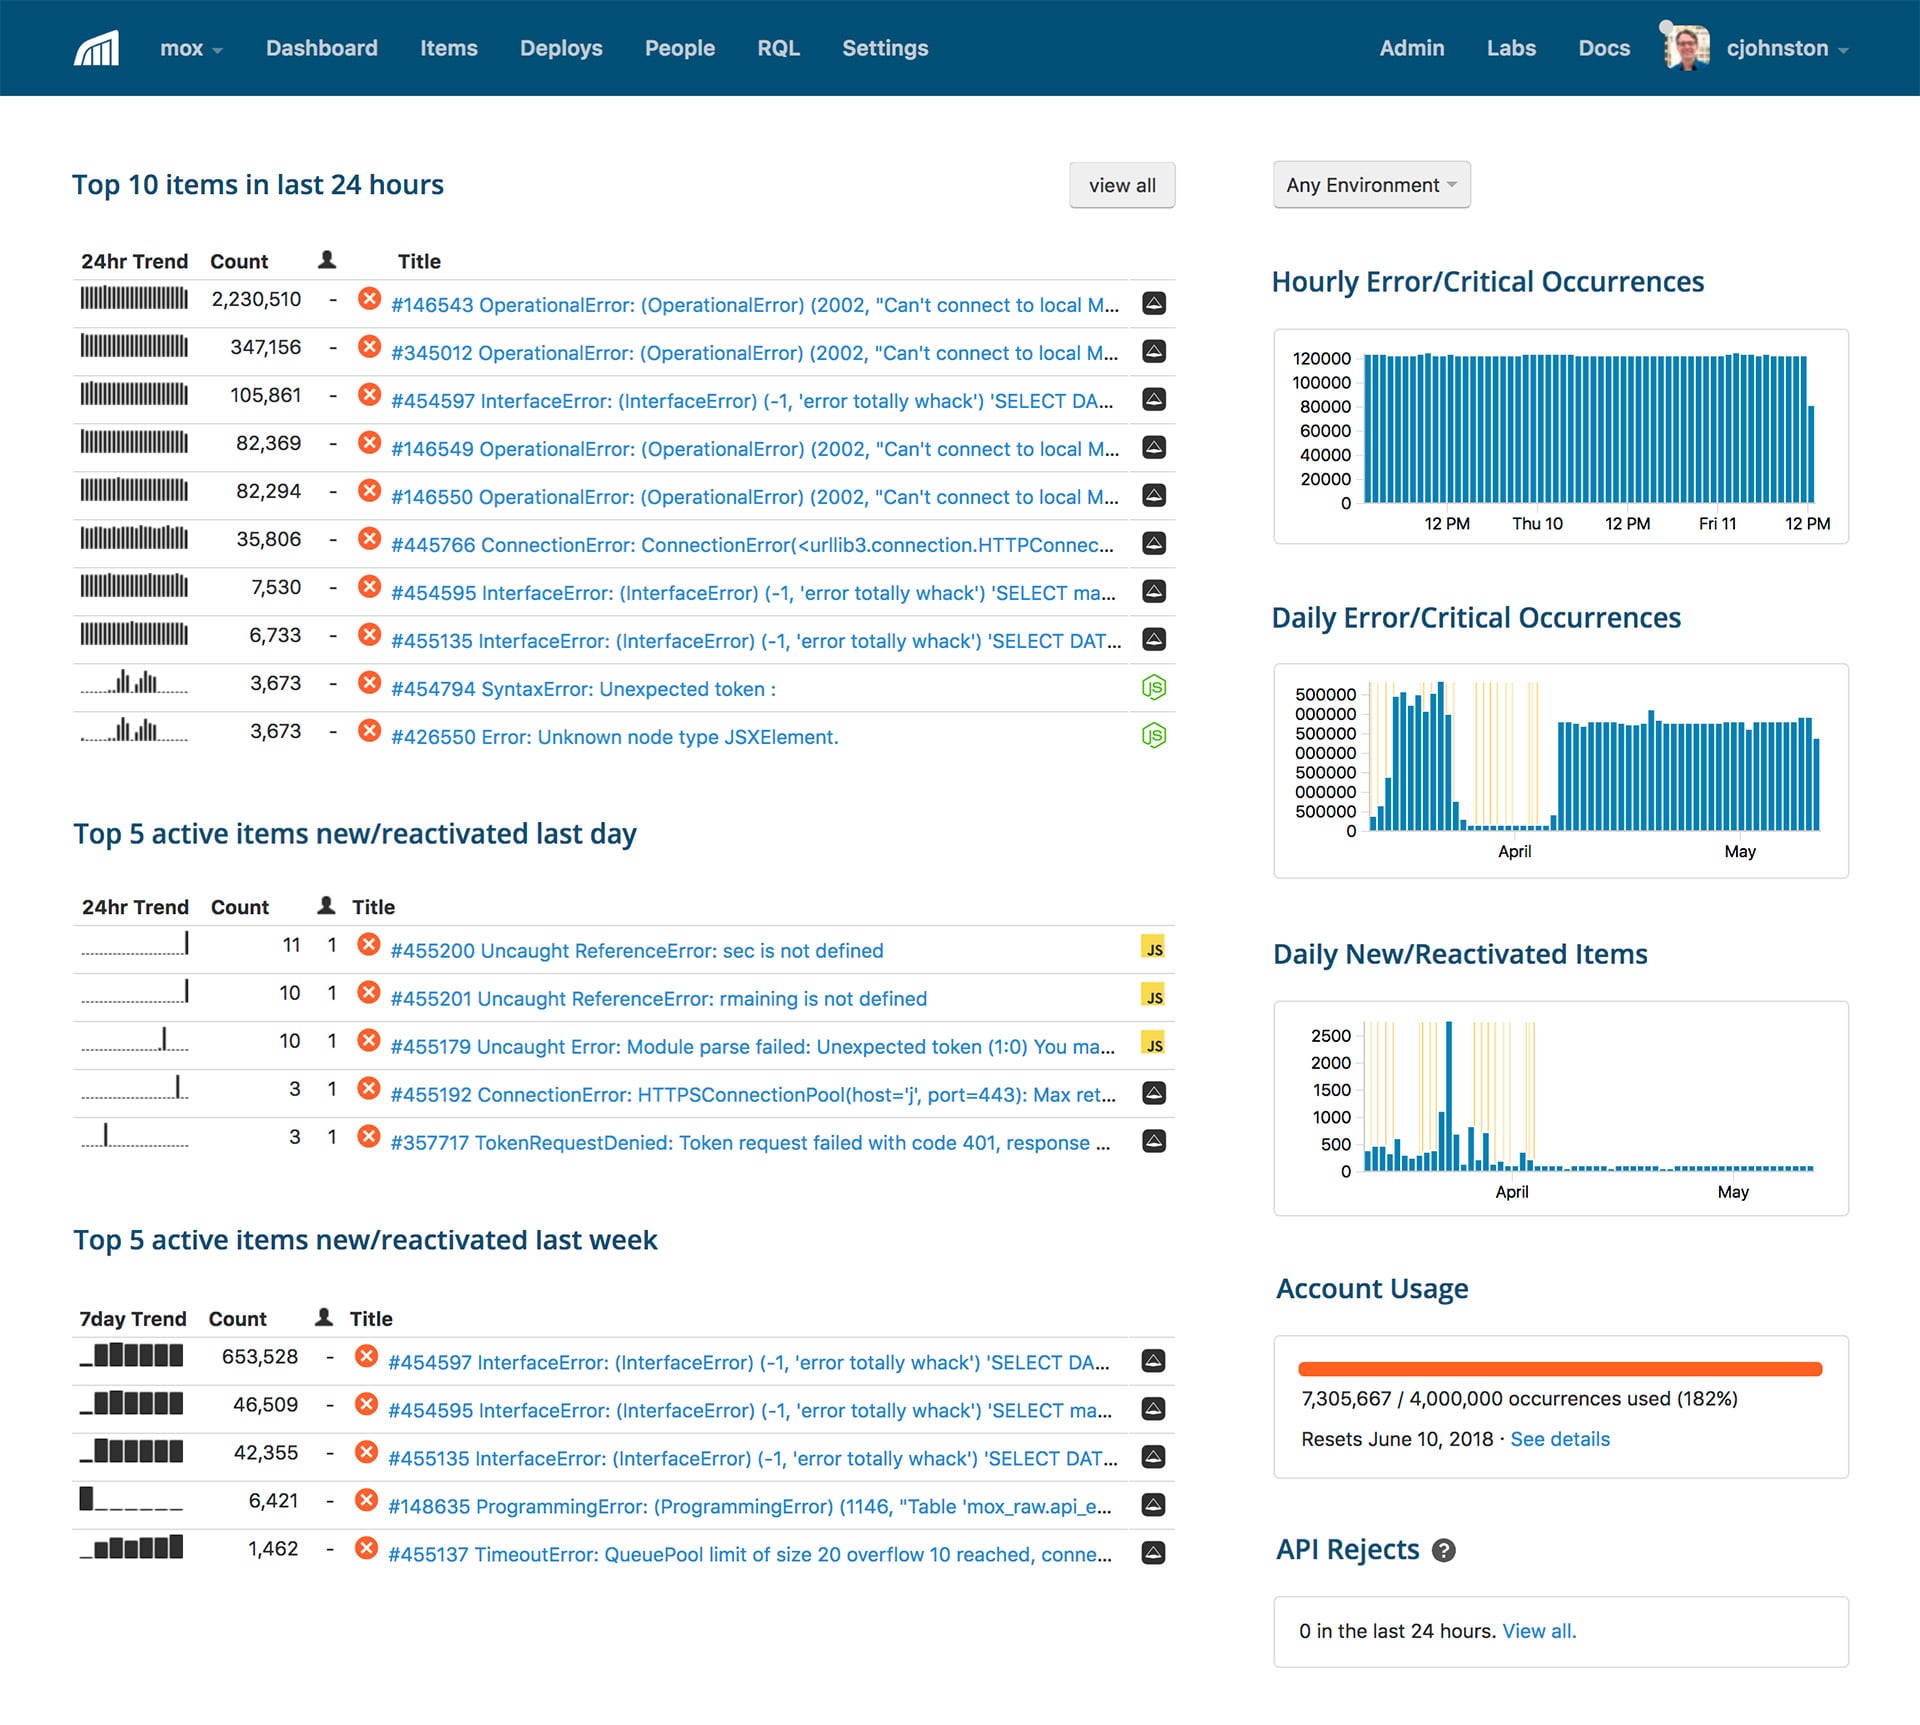 mox Dashboard Items Deploys People RQL Settings Admin Labs Docs cjohnston
Top 10 items in last 24 hours
view all
24hr Trend Count Title
2,230,510 - #146543 OperationalError: (OperationalError) (2002, "Can't connect to local M...
347,156 - #345012 OperationalError: (OperationalError) (2002, "Can't connect to local M...
105,861 - #454597 InterfaceError: (InterfaceError) (-1, 'error totally whack') 'SELECT DA...
82,369 - #146549 OperationalError: (OperationalError) (2002, "Can't connect to local M...
82,294 - #146550 OperationalError: (OperationalError) (2002, "Can't connect to local M...
35,806 - #445766 ConnectionError: ConnectionError(<urllib3.connection.HTTPConnec...
7,530 - #454595 InterfaceError: (InterfaceError) (-1, 'error totally whack') 'SELECT ma...
6,733 - #455135 InterfaceError: (InterfaceError) (-1, 'error totally whack') 'SELECT DAT...
3,673 - #454794 SyntaxError: Unexpected token : JS
3,673 - #426550 Error: Unknown node type JSXElement. JS
Top 5 active items new/reactivated last day
24hr Trend Count Title
11 1 #455200 Uncaught ReferenceError: sec is not defined JS
10 1 #455201 Uncaught ReferenceError: rmaining is not defined JS
10 1 #455179 Uncaught Error: Module parse failed: Unexpected token (1:0) You ma... JS
3 1 #455192 ConnectionError: HTTPSConnectionPool(host='j', port=443): Max ret...
3 1 #357717 TokenRequestDenied: Token request failed with code 401, response ...
Top 5 active items new/reactivated last week
7day Trend Count Title
653,528 - #454597 InterfaceError: (InterfaceError) (-1, 'error totally whack') 'SELECT DA...
46,509 - #454595 InterfaceError: (InterfaceError) (-1, 'error totally whack') 'SELECT ma...
42,355 - #455135 InterfaceError: (InterfaceError) (-1, 'error totally whack') 'SELECT DAT...
6,421 - #148635 ProgrammingError: (ProgrammingError) (1146, "Table 'mox_raw.api_e...
1,462 - #455137 TimeoutError: QueuePool limit of size 20 overflow 10 reached, conne...
Any Environment
Hourly Error/Critical Occurrences
120000
100000
80000
60000
40000
20000
0
12 PM Thu 10 12 PM Fri 11 12 PM
Daily Error/Critical Occurrences
500000
000000
500000
000000
500000
000000
500000
0
April May
Daily New/Reactivated Items
2500
2000
1500
1000
500
0
April May
Account Usage
7,305,667 / 4,000,000 occurrences used (182%)
Resets June 10, 2018 · See details
API Rejects ?
0 in the last 24 hours. View all.